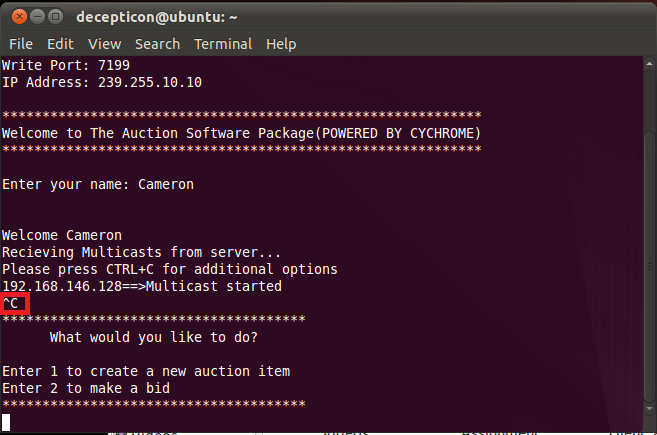 decepticon@ubuntu: ~
File Edit View Search Terminal Help
Write Port: 7199
IP Address: 239.255.10.10
************************************************************
Welcome to The Auction Software Package(POWERED BY CYCHROME)
************************************************************
Enter your name: Cameron
Welcome Cameron
Recieving Multicasts from server...
Please press CTRL+C for additional options
192.168.146.128==>Multicast started
^C
**************************************
What would you like to do?
Enter 1 to create a new auction item
Enter 2 to make a bid
**************************************